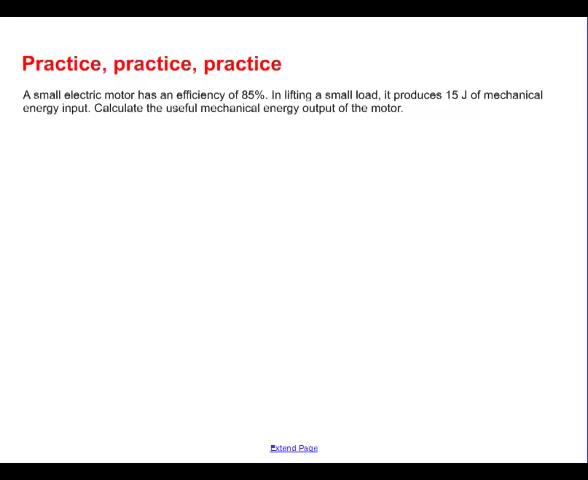 Practice, practice, practice
A small electric motor has an efficiency of 85%. In lifting a small load, it produces 15 J of mechanical
energy input. Calculate the useful mechanical energy output of the motor.
Extend Page